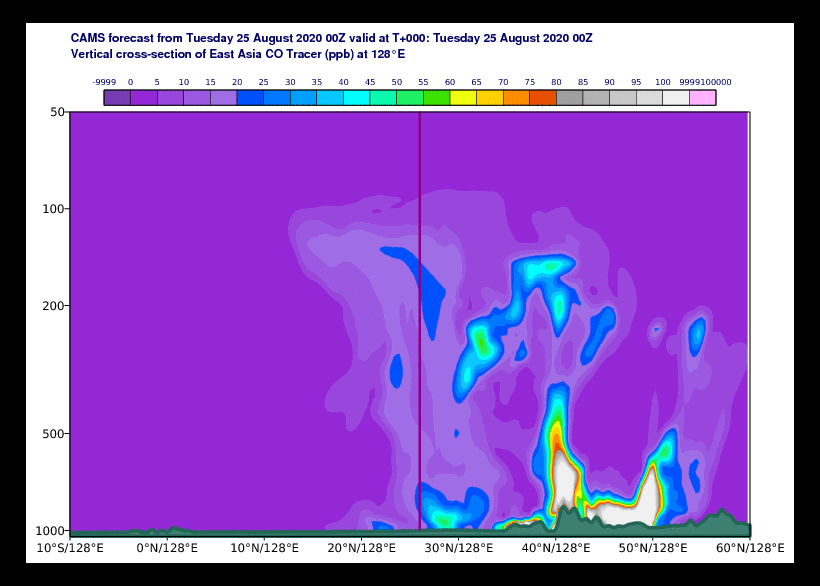 CAMS forecast from Tuesday 25 August 2020 00Z valid at T+000: Tuesday 25 August 2020 00Z
Vertical cross-section of East Asia CO Tracer (ppb) at 128°E
-9999 0 5 10 15 20 25 30 35 40 45 50 55 60 65 70 75 80 85 90 95 100 9999100000
50
100
200
500
1000
10°S/128°E 0°N/128°E 10°N/128°E 20°N/128°E 30°N/128°E 40°N/128°E 50°N/128°E 60°N/128°E